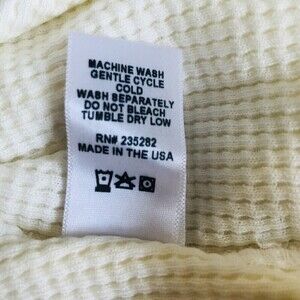 MACHINE WASH
GENTLE CYCLE
COLD
WASH SEPARATELY
DO NOT BLEACH
TUMBLE DRY LOW
RN# 235282
MADE IN THE USA